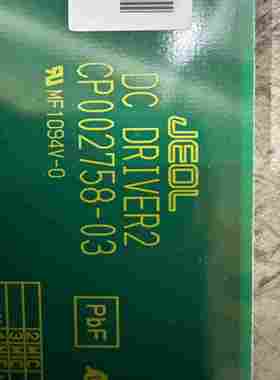 JEOL
DC DRIVER2
CP002758-03
MF1094V-0
PbF